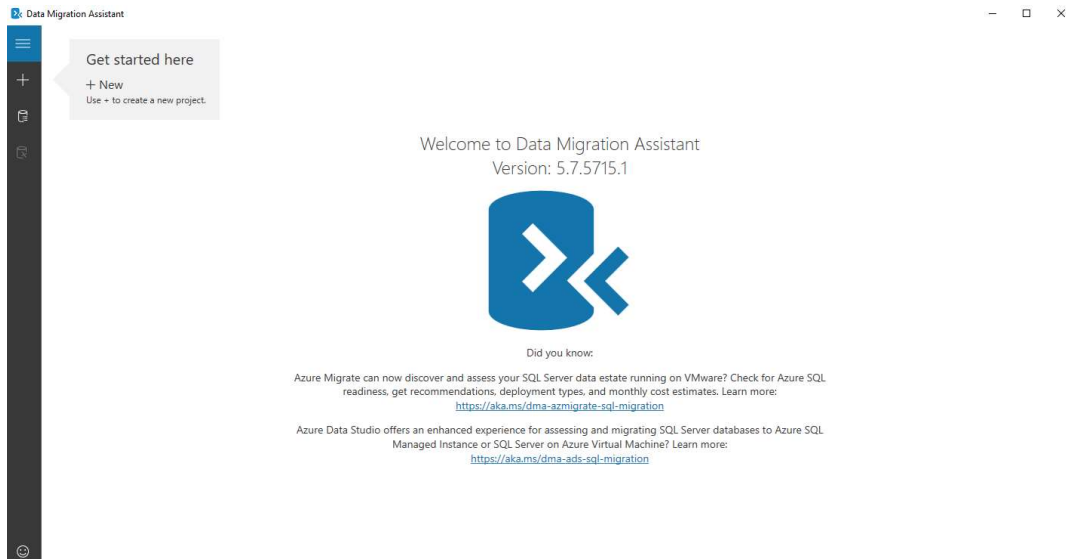 Data Migration Assistant
Get started here
+ New
Use + to create a new project.
Welcome to Data Migration Assistant
Version: 5.7.5715.1
Did you know:
Azure Migrate can now discover and assess your SQL Server data estate running on VMware? Check for Azure SQL
readiness, get recommendations, deployment types, and monthly cost estimates. Learn more:
https://aka.ms/dma-azmigrate-sql-migration
Azure Data Studio offers an enhanced experience for assessing and migrating SQL Server databases to Azure SQL
Managed Instance or SQL Server on Azure Virtual Machine? Learn more:
https://aka.ms/dma-ads-sql-migration